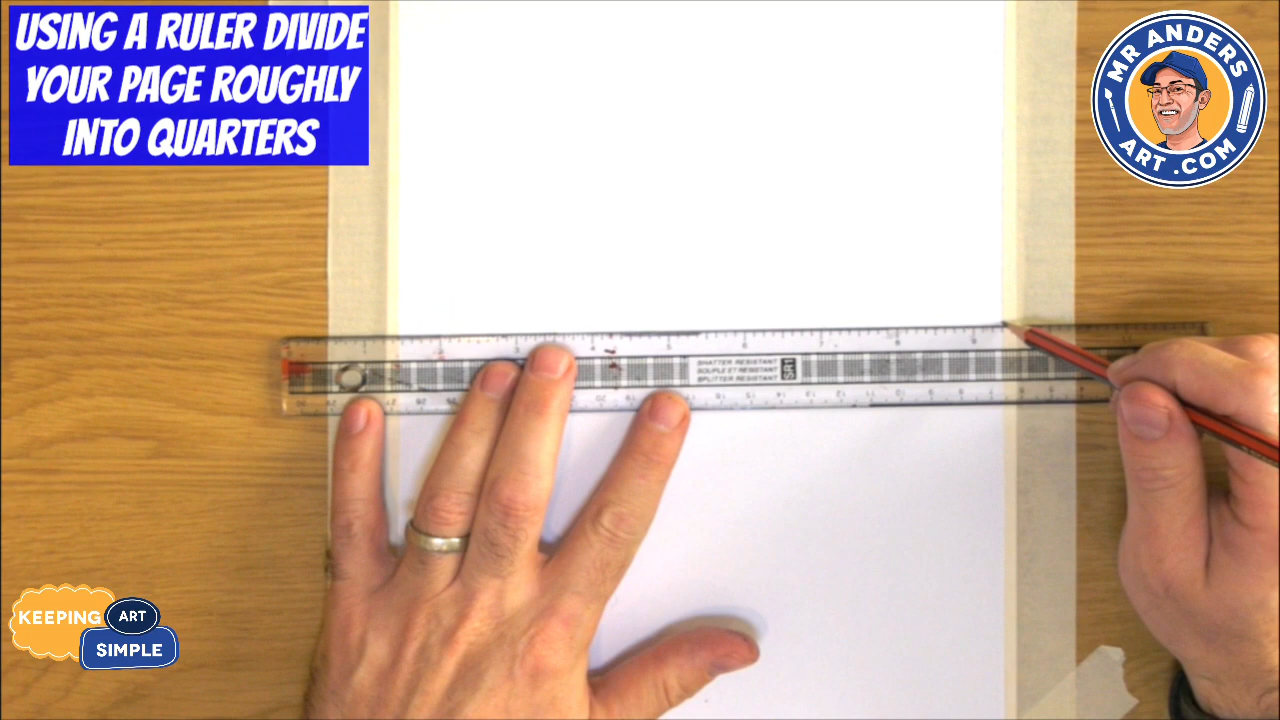 USING A RULER DIVIDE
YOUR PAGE ROUGHLY
INTO QUARTERS
MR ANDERS
ART .COM
SHATTER RESISTANT
SOUPLE ET RESISTANT
SPLITTER RESISTANT
SR1
KEEPING
ART
SIMPLE